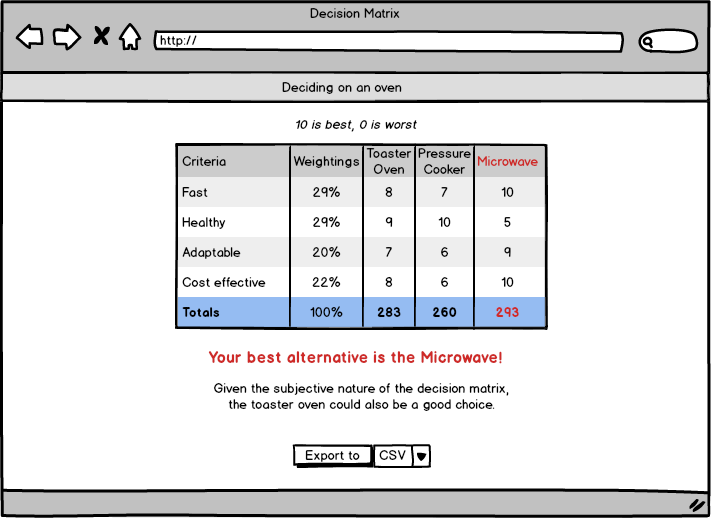 Decision Matrix
http://
Deciding on an oven
10 is best, 0 is worst
Criteria Weightings Toaster Oven Pressure Cooker Microwave
Fast 29% 8 7 10
Healthy 29% 9 10 5
Adaptable 20% 7 6 9
Cost effective 22% 8 6 10
Totals 100% 283 260 293
Your best alternative is the Microwave!
Given the subjective nature of the decision matrix,
the toaster oven could also be a good choice.
Export to CSV